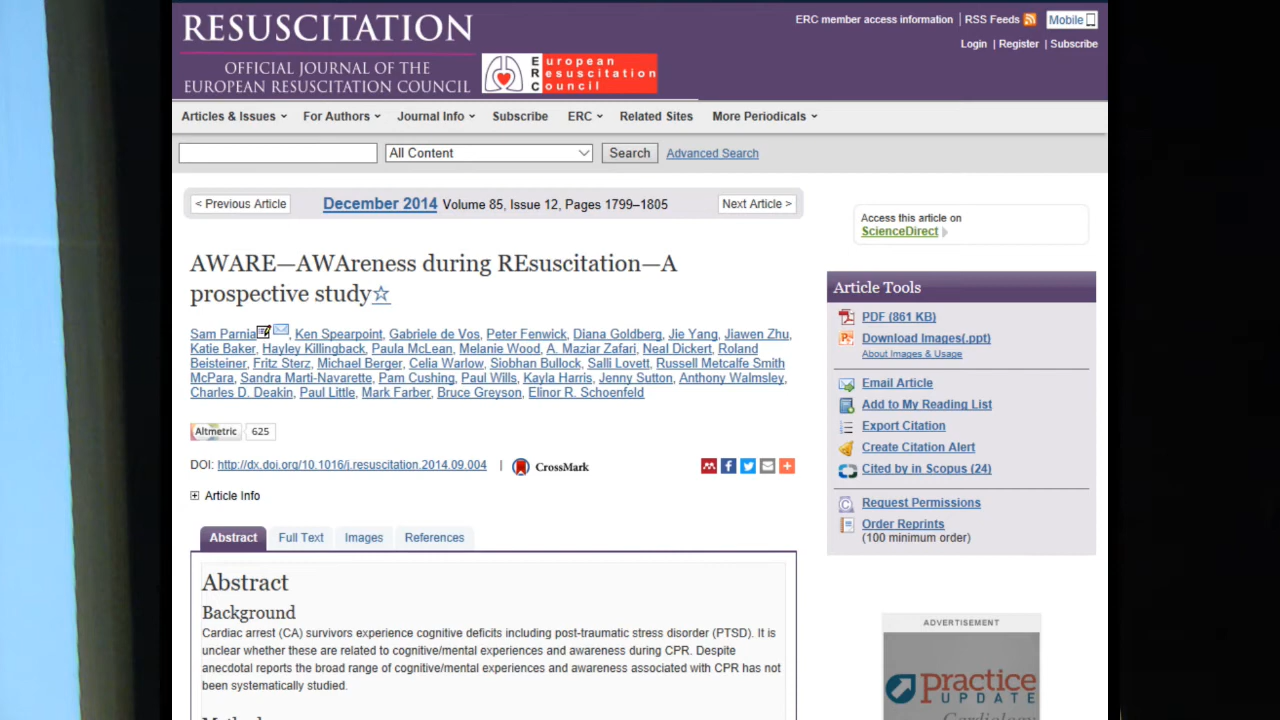 RESUSCITATION
OFFICIAL JOURNAL OF THE
EUROPEAN RESUSCITATION COUNCIL
European
Resuscitation
Council
ERC member access information | RSS Feeds Mobile
Login | Register | Subscribe
Articles & Issues For Authors Journal Info Subscribe ERC Related Sites More Periodicals
All Content Search Advanced Search
< Previous Article December 2014 Volume 85, Issue 12, Pages 1799–1805 Next Article >
Access this article on
ScienceDirect
AWARE—AWAreness during REsuscitation—A
prospective study☆
Sam Parnia, Ken Spearpoint, Gabriele de Vos, Peter Fenwick, Diana Goldberg, Jie Yang, Jiawen Zhu,
Katie Baker, Hayley Killingback, Paula McLean, Melanie Wood, A. Maziar Zafari, Neal Dickert, Roland
Beisteiner, Fritz Sterz, Michael Berger, Celia Warlow, Siobhan Bullock, Salli Lovett, Russell Metcalfe Smith
McPara, Sandra Marti-Navarette, Pam Cushing, Paul Wills, Kayla Harris, Jenny Sutton, Anthony Walmsley,
Charles D. Deakin, Paul Little, Mark Farber, Bruce Greyson, Elinor R. Schoenfeld
Altmetric 625
DOI: http://dx.doi.org/10.1016/j.resuscitation.2014.09.004 | CrossMark
Article Info
Abstract Full Text Images References
Abstract
Background
Cardiac arrest (CA) survivors experience cognitive deficits including post-traumatic stress disorder (PTSD). It is
unclear whether these are related to cognitive/mental experiences and awareness during CPR. Despite
anecdotal reports the broad range of cognitive/mental experiences and awareness associated with CPR has not
been systematically studied.
Article Tools
PDF (861 KB)
Download Images(.ppt)
About Images & Usage
Email Article
Add to My Reading List
Export Citation
Create Citation Alert
Cited by in Scopus (24)
Request Permissions
Order Reprints
(100 minimum order)
ADVERTISEMENT
practice
UPDATE